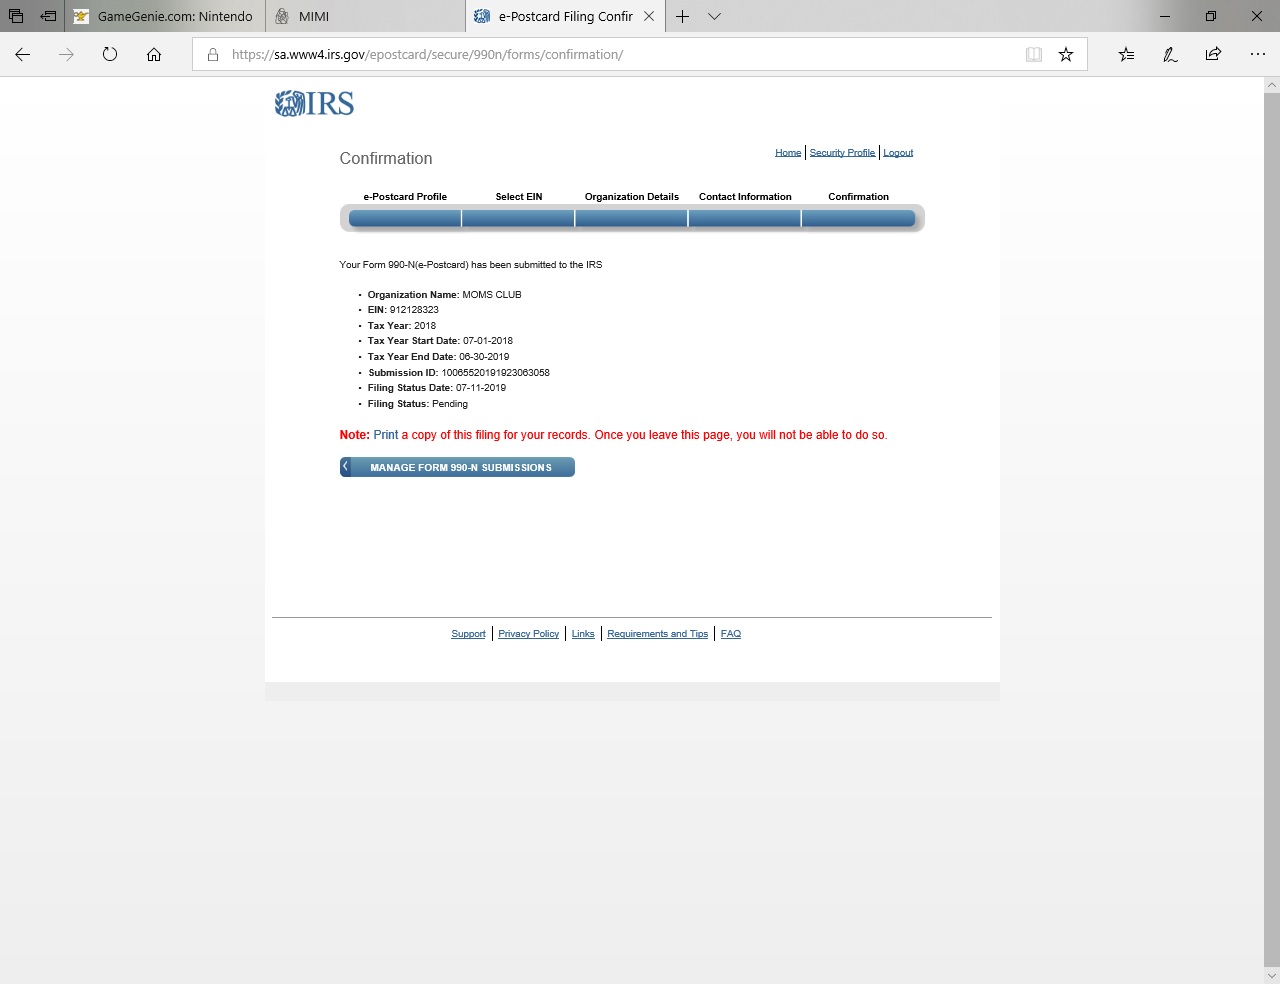 GameGenie.com: Nintendo
MIMI
e-Postcard Filing Confir
https://sa.www4.irs.gov/epostcard/secure/990n/forms/confirmation/
IRS
Confirmation
Home Security Profile Logout
e-Postcard Profile Select EIN Organization Details Contact Information Confirmation
Your Form 990-N(e-Postcard) has been submitted to the IRS
• Organization Name: MOMS CLUB
• EIN: 912128323
• Tax Year: 2018
• Tax Year Start Date: 07-01-2018
• Tax Year End Date: 06-30-2019
• Submission ID: 10065520191923063058
• Filing Status Date: 07-11-2019
• Filing Status: Pending
Note: Print a copy of this filing for your records. Once you leave this page, you will not be able to do so.
MANAGE FORM 990-N SUBMISSIONS
Support Privacy Policy Links Requirements and Tips FAQ